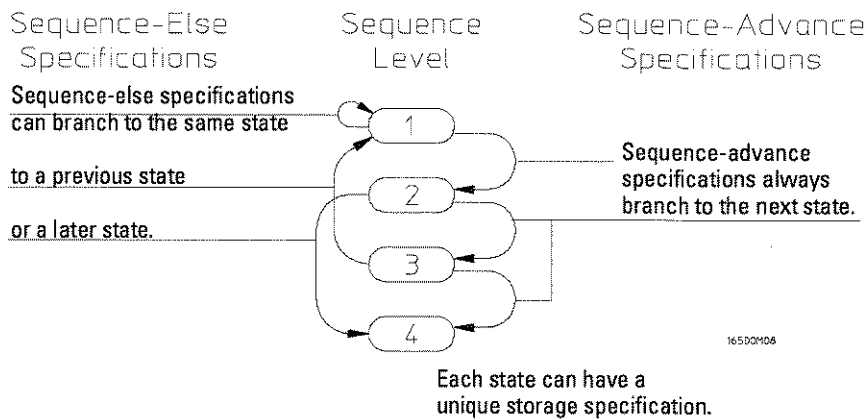 Sequence-Else
Specifications
Sequence
Level
Sequence-Advance
Specifications
Sequence-else specifications
can branch to the same state
to a previous state
or a later state.
1
2
3
4
Sequence-advance
specifications always
branch to the next state.
16500M08
Each state can have a
unique storage specification.